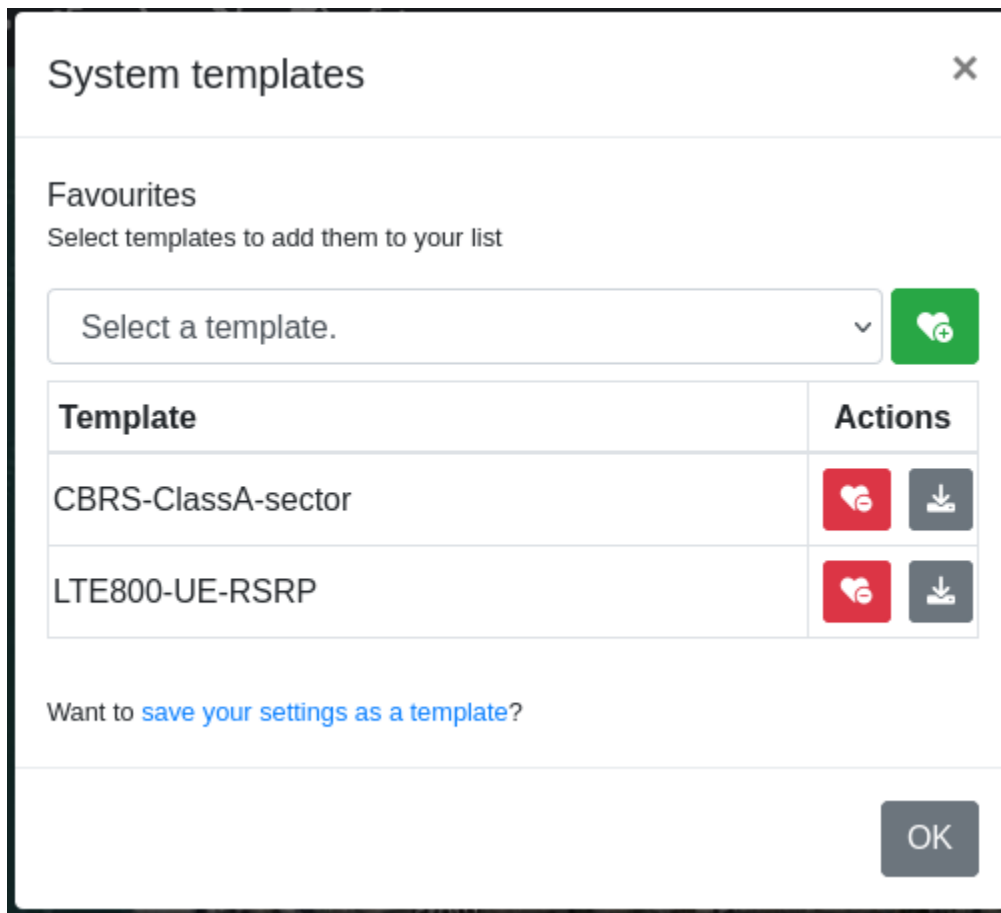 System templates
Favourites
Select templates to add them to your list
Select a template.
Template Actions
CBRS-ClassA-sector
LTE800-UE-RSRP
Want to save your settings as a template?
OK